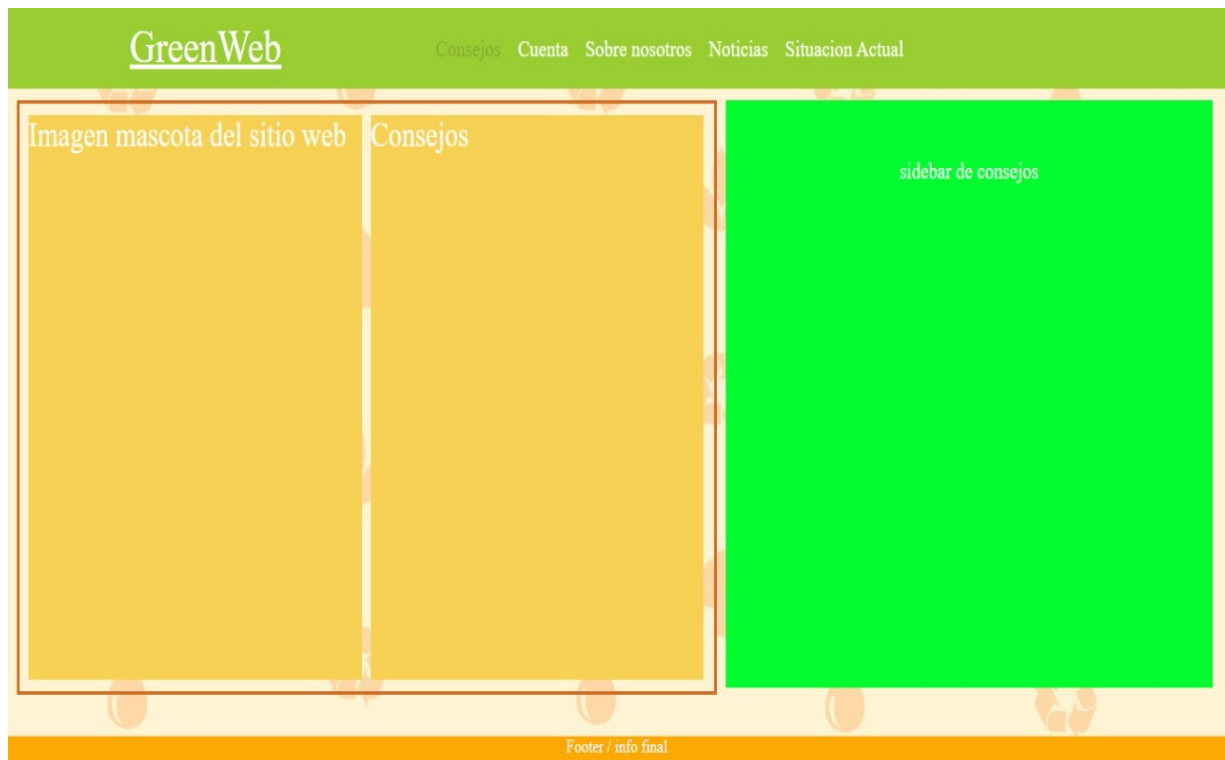 GreenWeb
Consejos Cuenta Sobre nosotros Noticias Situacion Actual
Imagen mascota del sitio web
Consejos
sidebar de consejos
Footer / info final